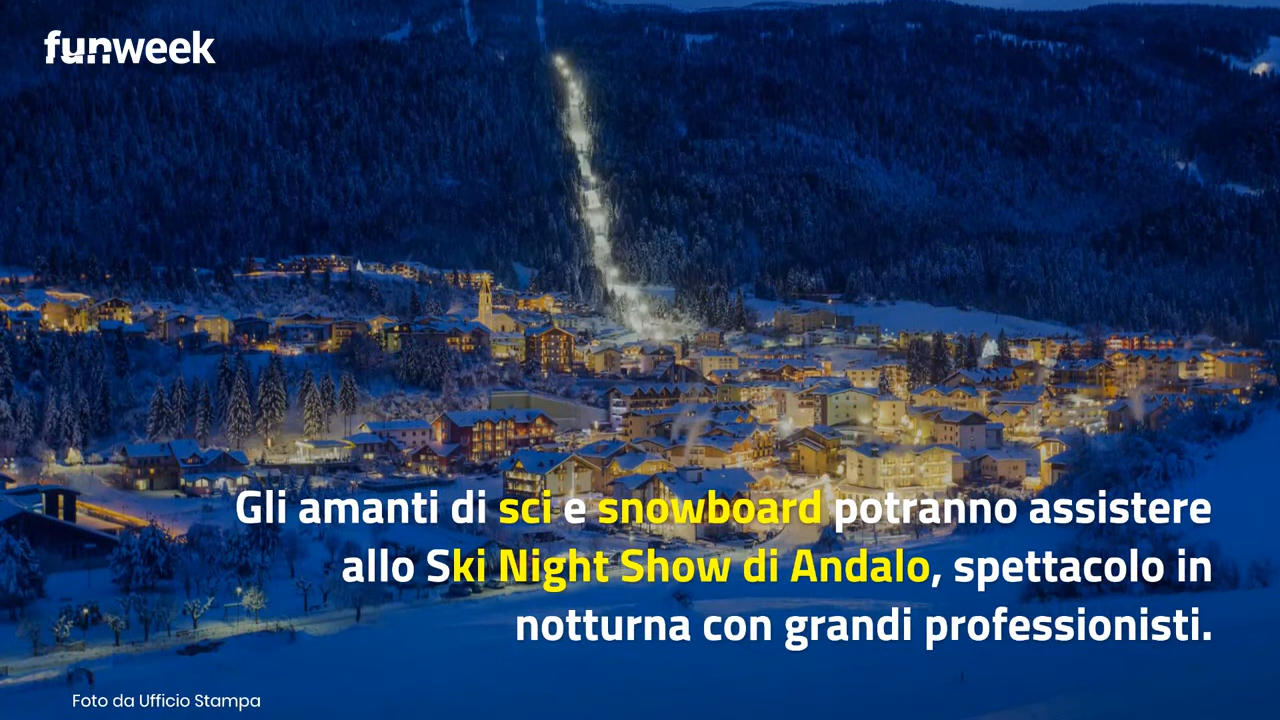 funweek
Gli amanti di sci e snowboard potranno assistere
allo Ski Night Show di Andalo, spettacolo in
notturna con grandi professionisti.
Foto da Ufficio Stampa